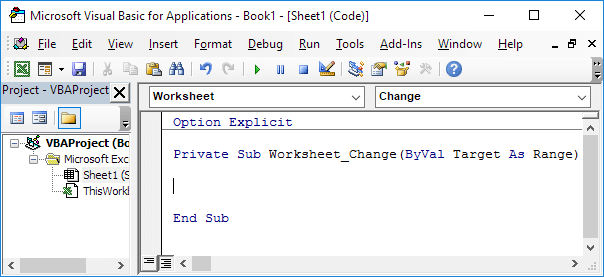 Microsoft Visual Basic for Applications - Book1 - [Sheet1 (Code)]
File Edit View Insert Format Debug Run Tools Add-Ins Window Help
Project - VBAProject
VBAProject (Bo
Microsoft Exc
Sheet1 (S
ThisWork
Worksheet Change
Option Explicit
Private Sub Worksheet_Change(ByVal Target As Range)
End Sub